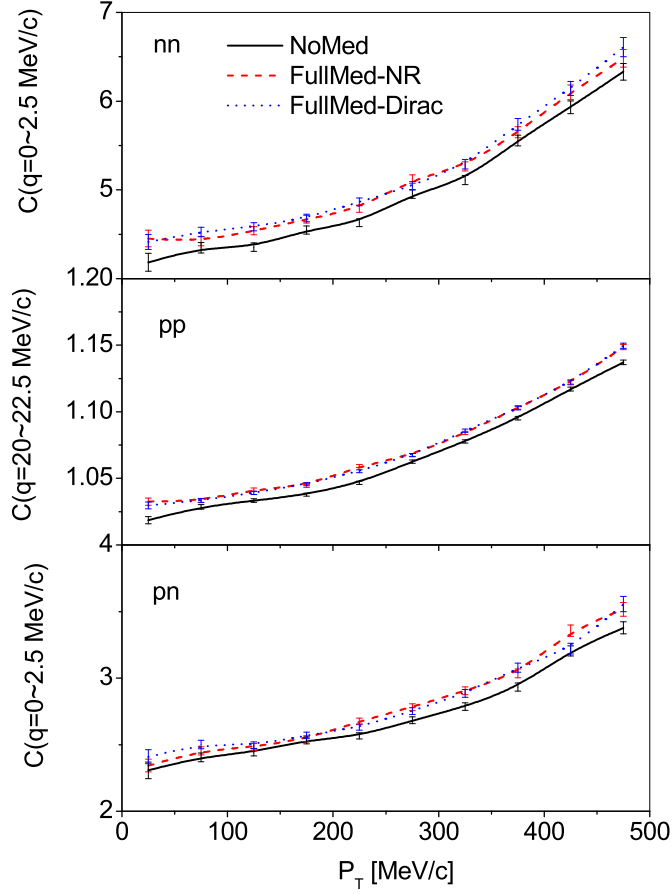 7
nn
NoMed
FullMed-NR
FullMed-Dirac
6
5
C(q=0~2.5 MeV/c)
1.20
pp
1.15
1.10
1.05
C(q=20~22.5 MeV/c)
4
pn
3
2
C(q=0~2.5 MeV/c)
0 100 200 300 400 500
P_T [MeV/c]